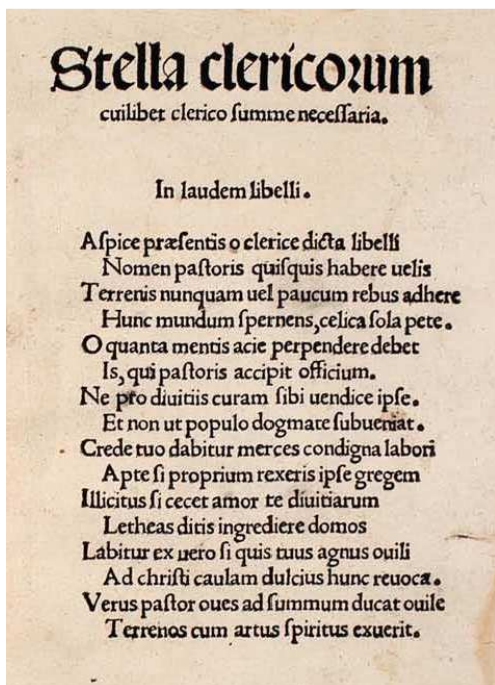 Stella clericorum
cuilibet clerico summe necessaria.
In laudem libelli.
Aspice præsentis o clerice dicta libelli
Nomen pastoris quisquis habere uelis
Terrenis nunquam uel paucum rebus adhere
Hunc mundum spernens, celica sola pete.
O quanta mentis acie perpendere debet
Is, qui pastoris accipit officium.
Ne pro diuitiis curam sibi uendice ipse.
Et non ut populo dogmate subueniat.
Crede tuo dabitur merces condigna labori
Apte si proprium rexeris ipse gregem
Illicitus si cecet amor te diuitiarum
Letheas ditis ingrediere domos
Labitur ex uero si quis tuus agnus ouili
Ad christi caulam dulcius hunc reuoca.
Verus pastor oues ad summum ducat ouile
Terrenos cum artus spiritus exuerit.